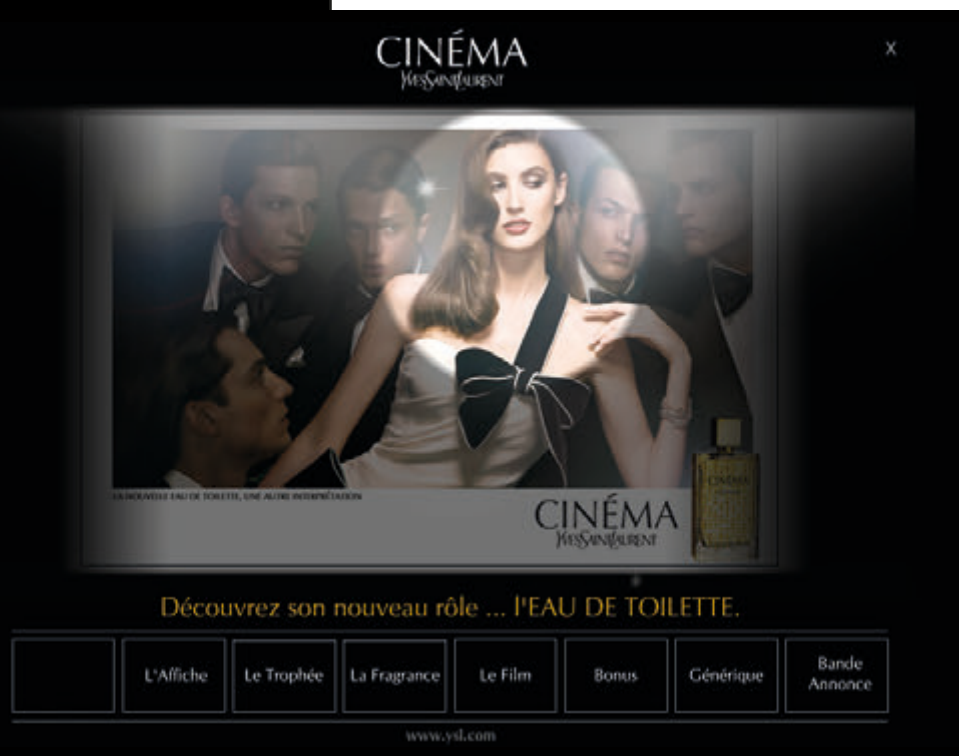 CINÉMA
YVESSAINTLAURENT
X
LA NOUVELLE EAU DE TOILETTE, UNE AUTRE INTERPRÉTATION
CINÉMA
YVESSAINTLAURENT
CINÉMA
Découvrez son nouveau rôle ... l'EAU DE TOILETTE.
L'Affiche
Le Trophée
La Fragrance
Le Film
Bonus
Générique
Bande
Annonce
www.ysl.com